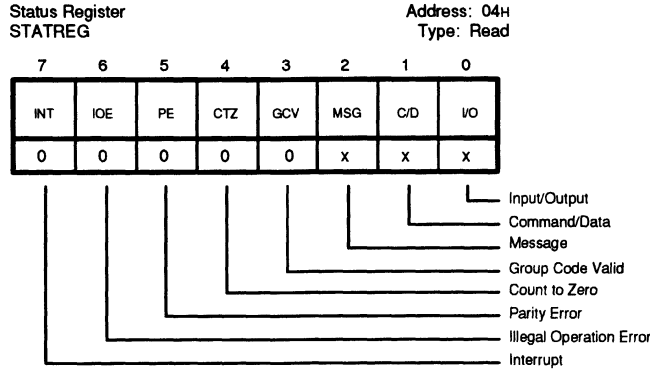 Status Register Address: 04H
STATREG Type: Read
7 6 5 4 3 2 1 0
INT IOE PE CTZ GCV MSG C/D I/O
0 0 0 0 0 x x x
Input/Output
Command/Data
Message
Group Code Valid
Count to Zero
Parity Error
Illegal Operation Error
Interrupt